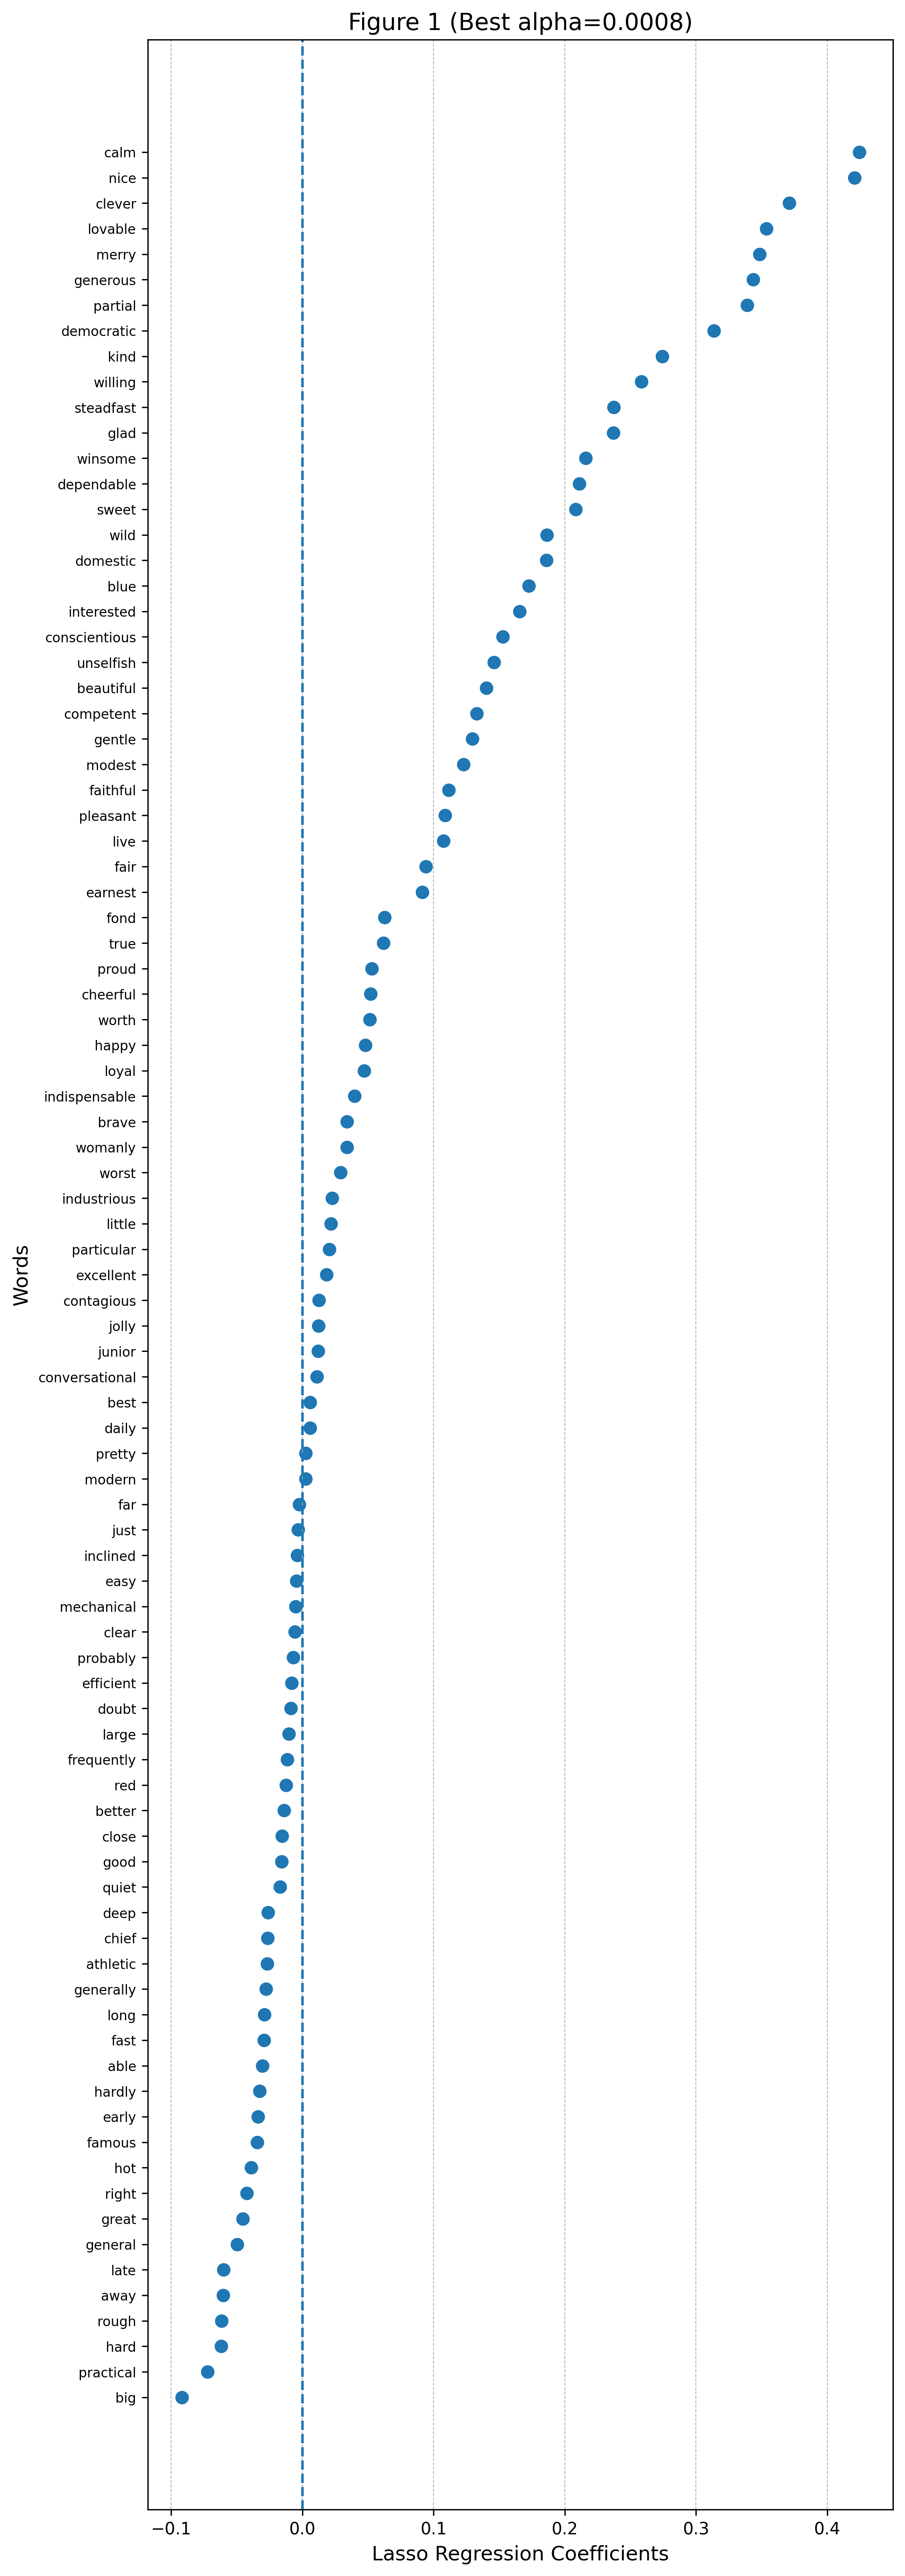 Figure 1 (Best alpha=0.0008)
calm
nice
clever
lovable
merry
generous
partial
democratic
kind
willing
steadfast
glad
winsome
dependable
sweet
wild
domestic
blue
interested
conscientious
unselfish
beautiful
competent
gentle
modest
faithful
pleasant
live
fair
earnest
fond
true
proud
cheerful
worth
happy
loyal
indispensable
brave
womanly
worst
industrious
little
particular
excellent
contagious
jolly
junior
conversational
best
daily
pretty
modern
far
just
inclined
easy
mechanical
clear
probably
efficient
doubt
large
frequently
red
better
close
good
quiet
deep
chief
athletic
generally
long
fast
able
hardly
early
famous
hot
right
great
general
late
away
rough
hard
practical
big
Words
−0.1 0.0 0.1 0.2 0.3 0.4
Lasso Regression Coefficients